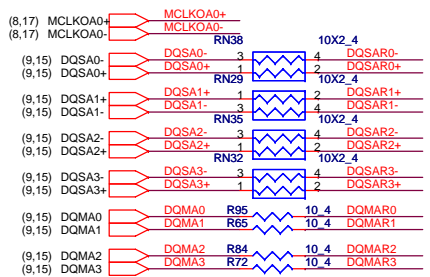 (8,17) MCLKOA0+ MCLKOA0+
(8,17) MCLKOA0- MCLKOA0-
RN38 10X2_4
(9,15) DQSA0- DQSA0- 3 4 DQSAR0-
(9,15) DQSA0+ DQSA0+ 1 2 DQSAR0+
RN29 10X2_4
(9,15) DQSA1+ DQSA1+ 1 2 DQSAR1+
(9,15) DQSA1- DQSA1- 3 4 DQSAR1-
RN35 10X2_4
(9,15) DQSA2- DQSA2- 3 4 DQSAR2-
(9,15) DQSA2+ DQSA2+ 1 2 DQSAR2+
RN32 10X2_4
(9,15) DQSA3- DQSA3- 3 4 DQSAR3-
(9,15) DQSA3+ DQSA3+ 1 2 DQSAR3+
(9,15) DQMA0 DQMA0 R95 10_4 DQMAR0
(9,15) DQMA1 DQMA1 R65 10_4 DQMAR1
(9,15) DQMA2 DQMA2 R84 10_4 DQMAR2
(9,15) DQMA3 DQMA3 R72 10_4 DQMAR3